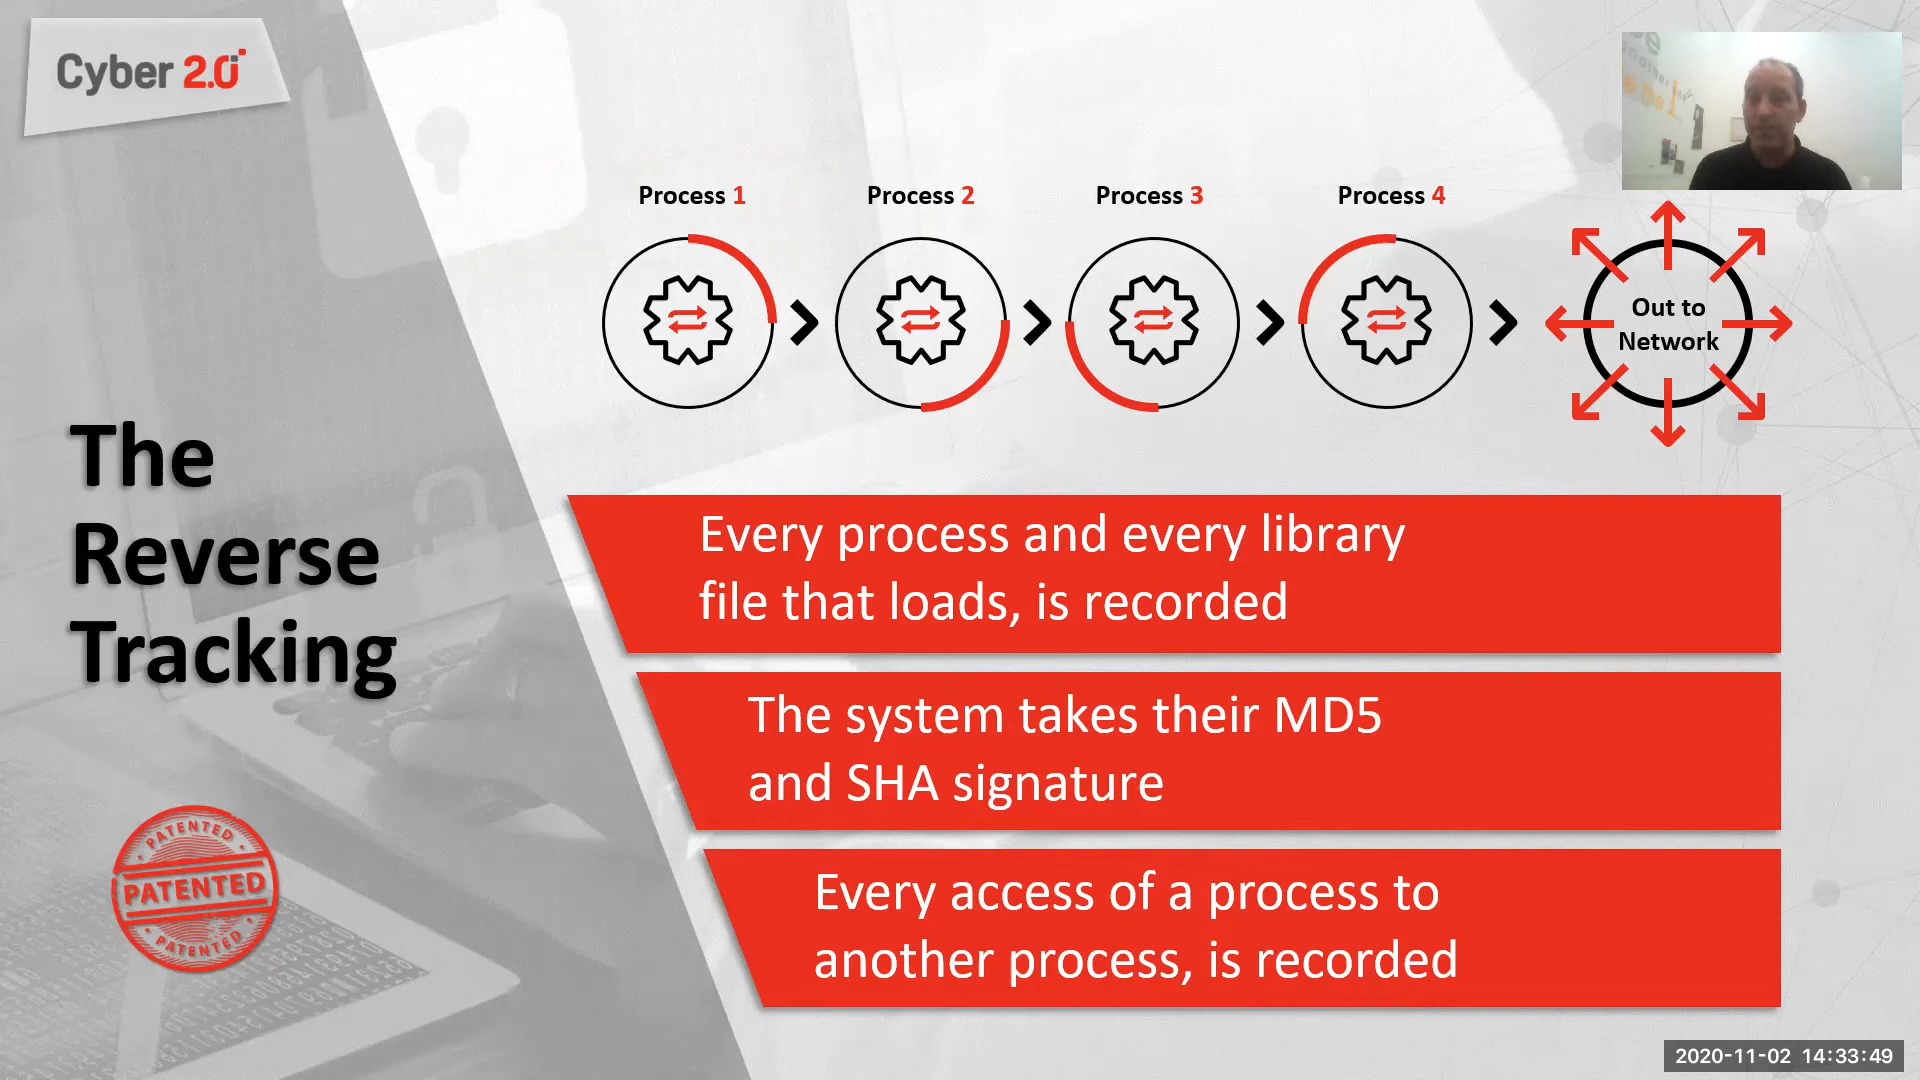 Cyber 2.0
Process 1
Process 2
Process 3
Process 4
Out to
Network
The
Reverse
Tracking
Every process and every library
file that loads, is recorded
The system takes their MD5
and SHA signature
Every access of a process to
another process, is recorded
PATENTED
PATENTED
PATENTED
2020-11-02 14:33:49